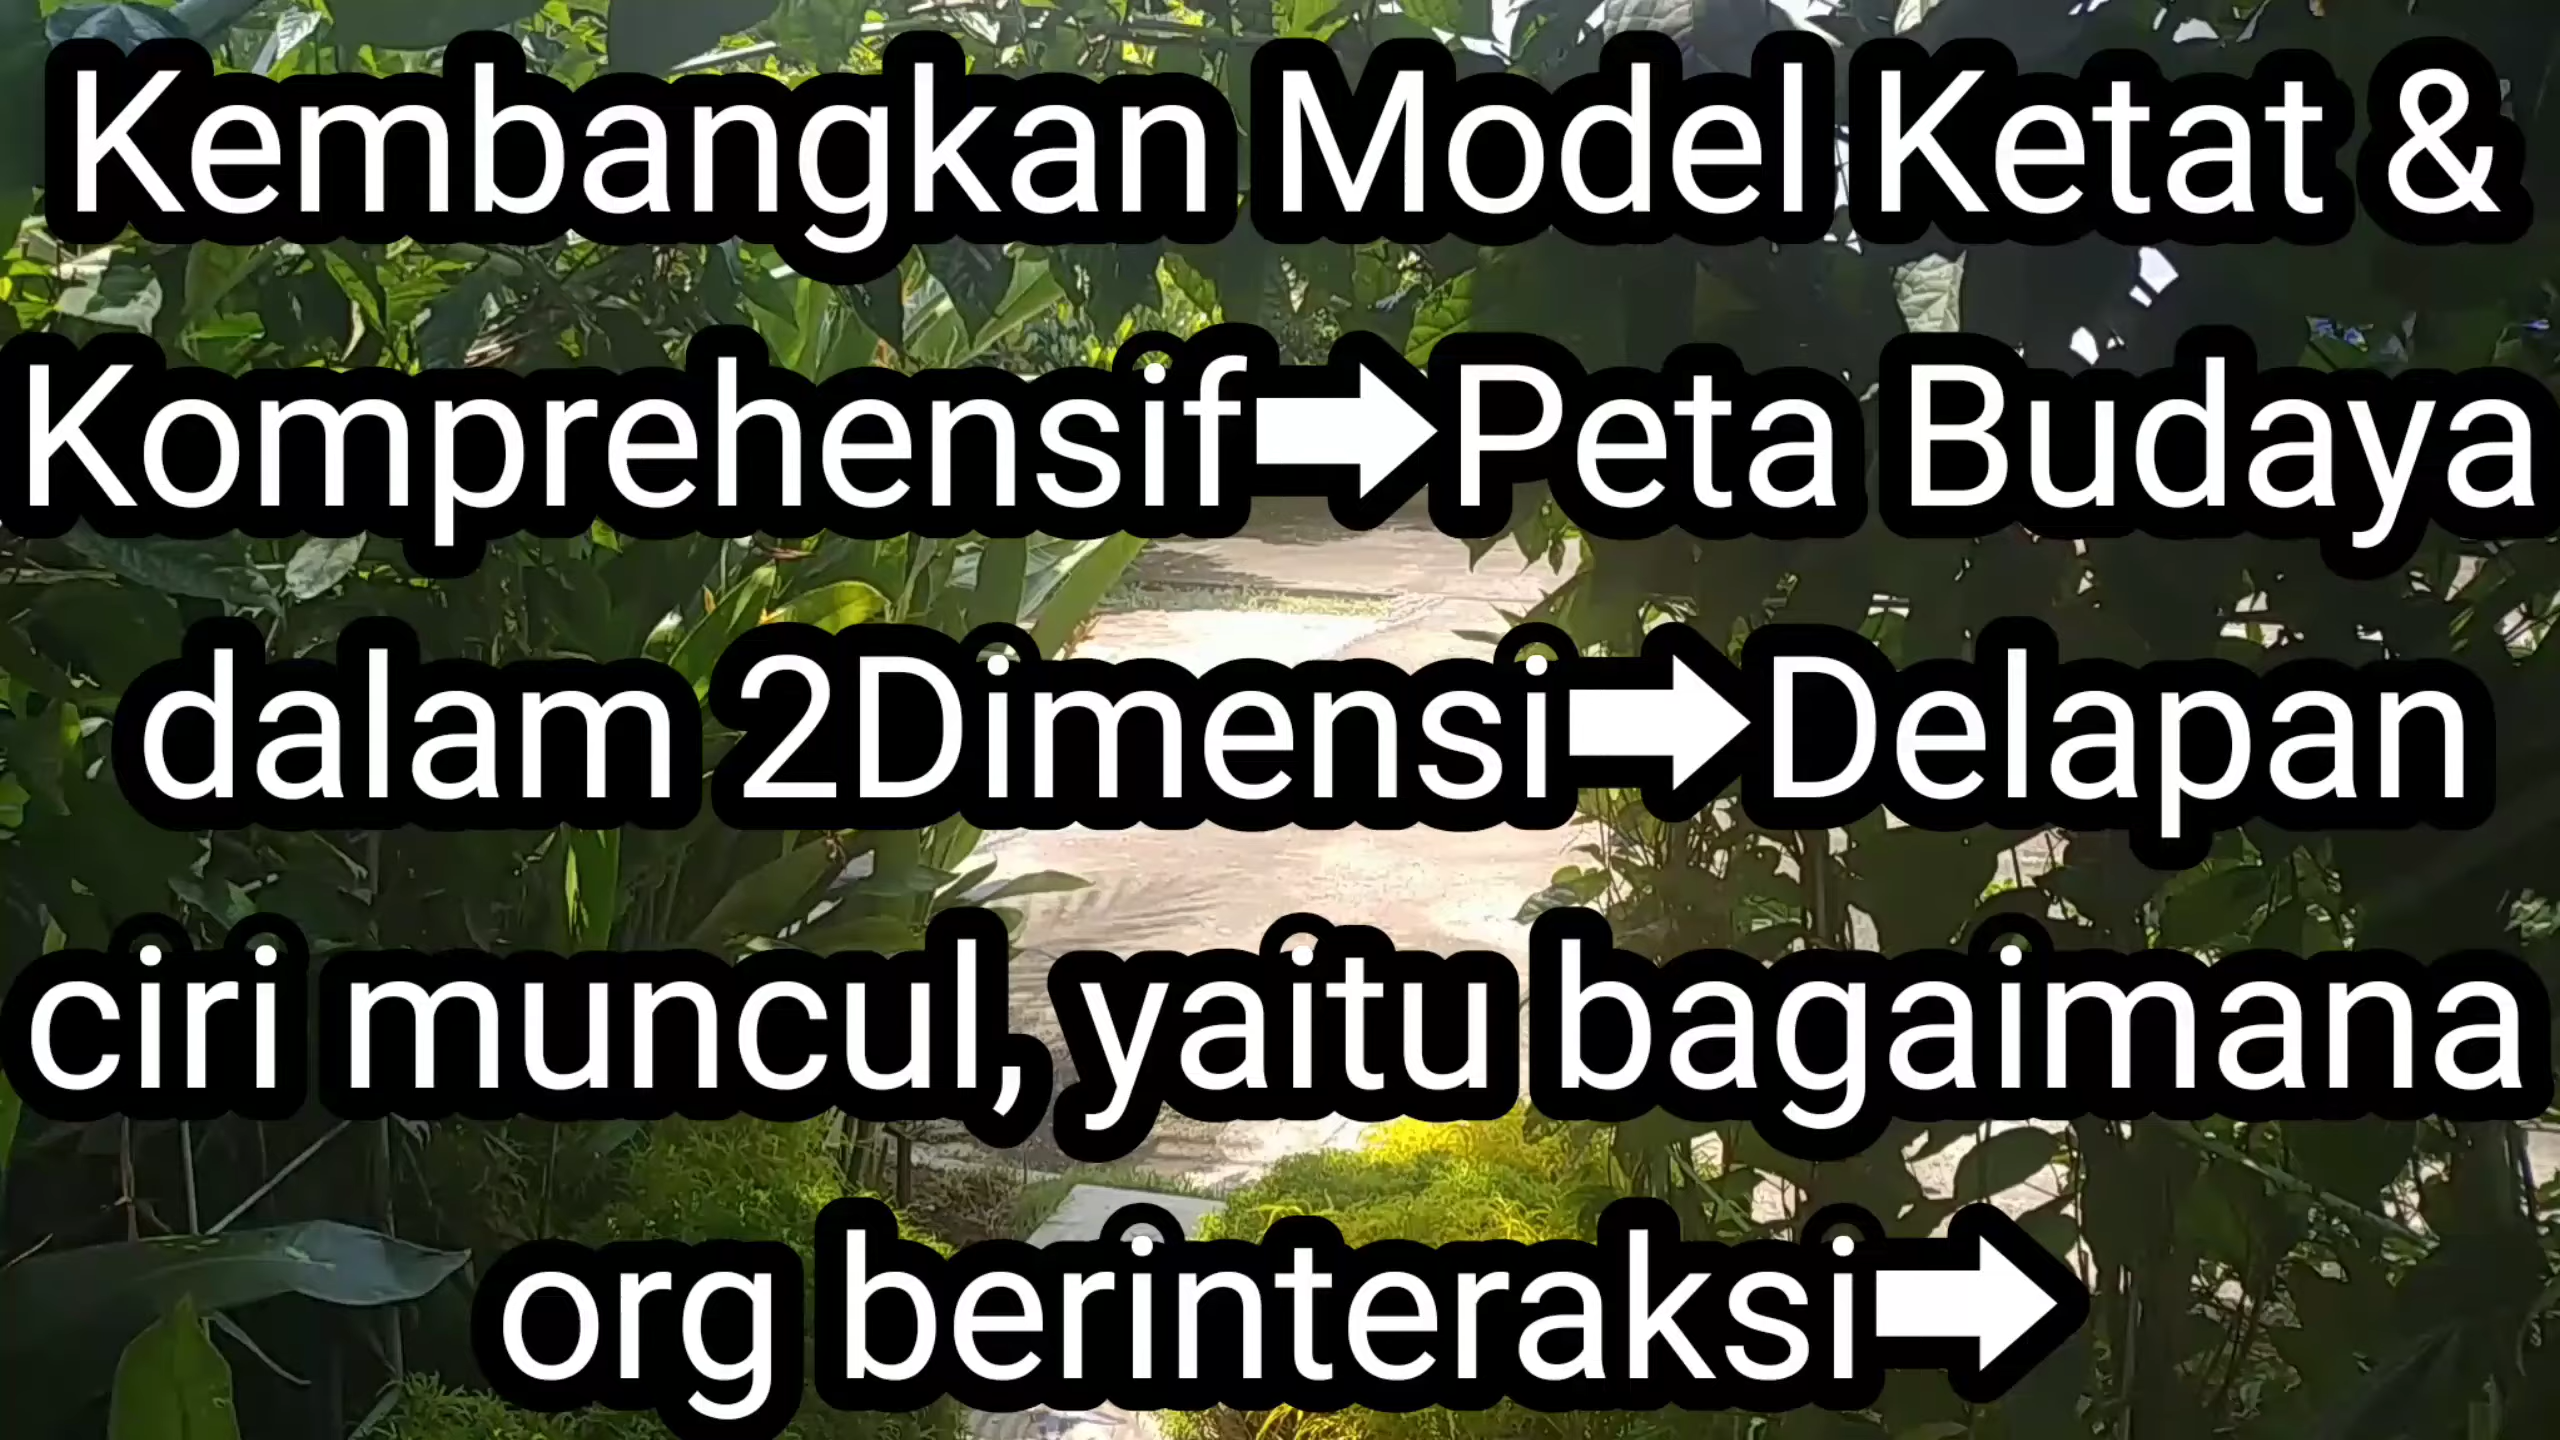 Kembangkan Model Ketat &
Komprehensif➡Peta Budaya
dalam 2Dimensi➡Delapan
ciri muncul, yaitu bagaimana
org berinteraksi➡